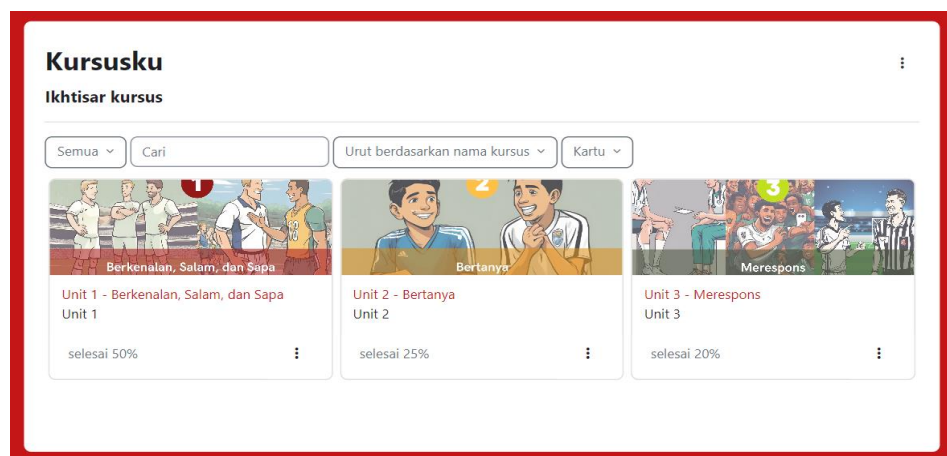 Kursusku
Ikhtisar kursus
Semua
Cari
Urut berdasarkan nama kursus
Kartu
1
Berkenalan, Salam, dan Sapa
2
Bertanya
3
Merespons
Unit 1 - Berkenalan, Salam, dan Sapa
Unit 1
Unit 2 - Bertanya
Unit 2
Unit 3 - Merespons
Unit 3
selesai 50%
selesai 25%
selesai 20%